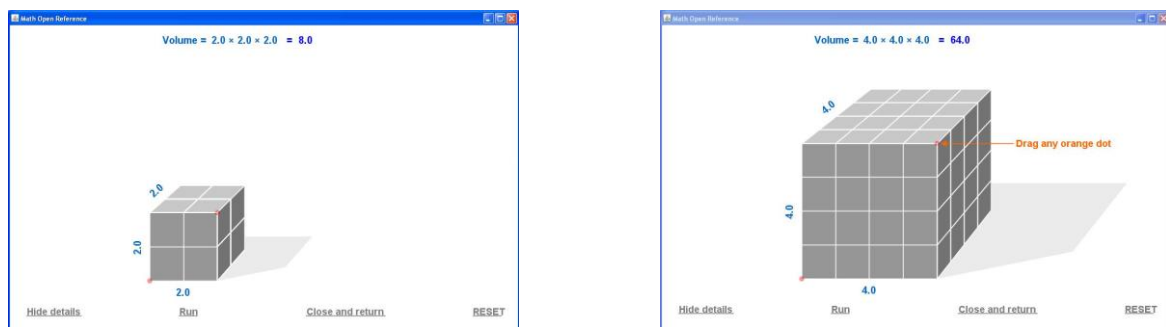 Math Open Reference
Volume = 2.0 × 2.0 × 2.0 = 8.0
2.0
2.0
2.0
Hide details Run Close and return RESET
Math Open Reference
Volume = 4.0 × 4.0 × 4.0 = 64.0
4.0
Drag any orange dot
4.0
4.0
Hide details Run Close and return RESET